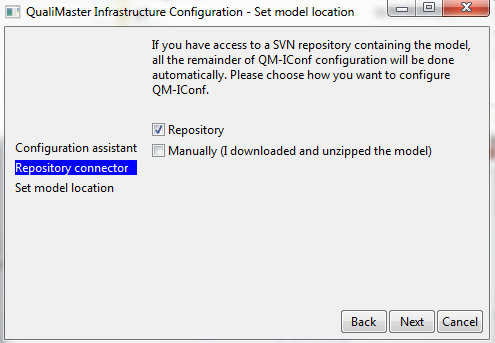 QualiMaster Infrastructure Configuration - Set model location
If you have access to a SVN repository containing the model,
all the remainder of QM-IConf configuration will be done
automatically. Please choose how you want to configure
QM-IConf.
Repository
Manually (I downloaded and unzipped the model)
Configuration assistant
Repository connector
Set model location
Back
Next
Cancel